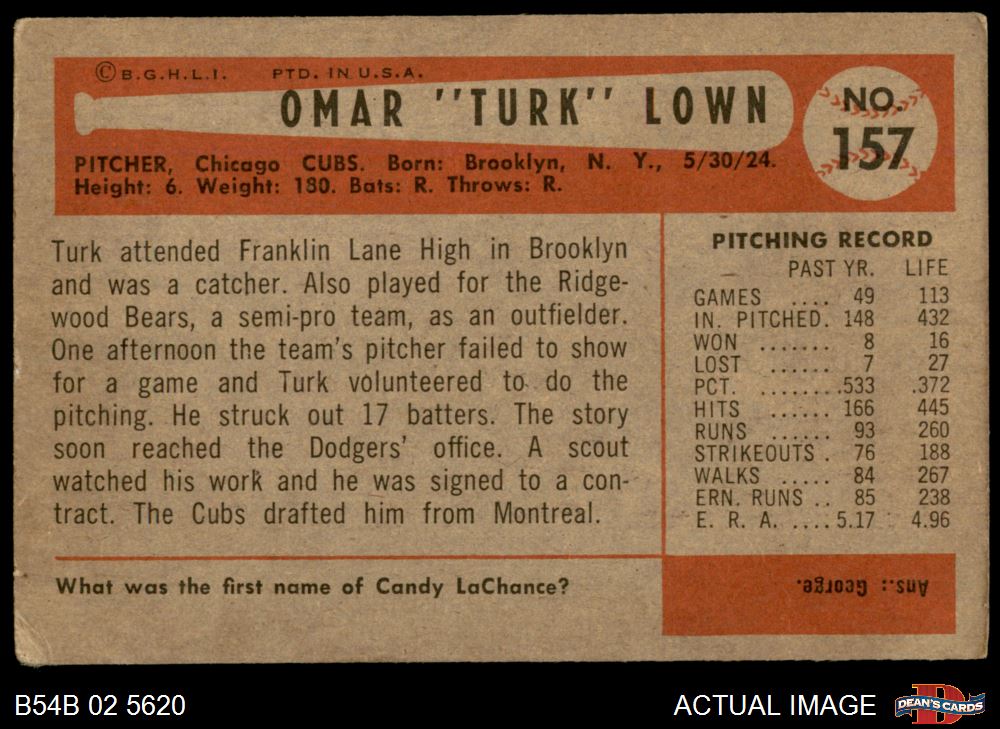 © B.G.H.L.I. PTD. IN U.S.A.
OMAR "TURK" LOWN
NO.
157
PITCHER, Chicago CUBS. Born: Brooklyn, N. Y., 5/30/24.
Height: 6. Weight: 180. Bats: R. Throws: R.
Turk attended Franklin Lane High in Brooklyn
and was a catcher. Also played for the Ridge-
wood Bears, a semi-pro team, as an outfielder.
One afternoon the team's pitcher failed to show
for a game and Turk volunteered to do the
pitching. He struck out 17 batters. The story
soon reached the Dodgers' office. A scout
watched his work and he was signed to a con-
tract. The Cubs drafted him from Montreal.
PITCHING RECORD
PAST YR. LIFE
GAMES .... 49 113
IN. PITCHED. 148 432
WON ....... 8 16
LOST ...... 7 27
PCT. ........ .533 .372
HITS ...... 166 445
RUNS ...... 93 260
STRIKEOUTS . 76 188
WALKS ..... 84 267
ERN. RUNS .. 85 238
E. R. A. .... 5.17 4.96
What was the first name of Candy LaChance?
Ans.: George.
B54B 02 5620
ACTUAL IMAGE
DEAN'S CARDS